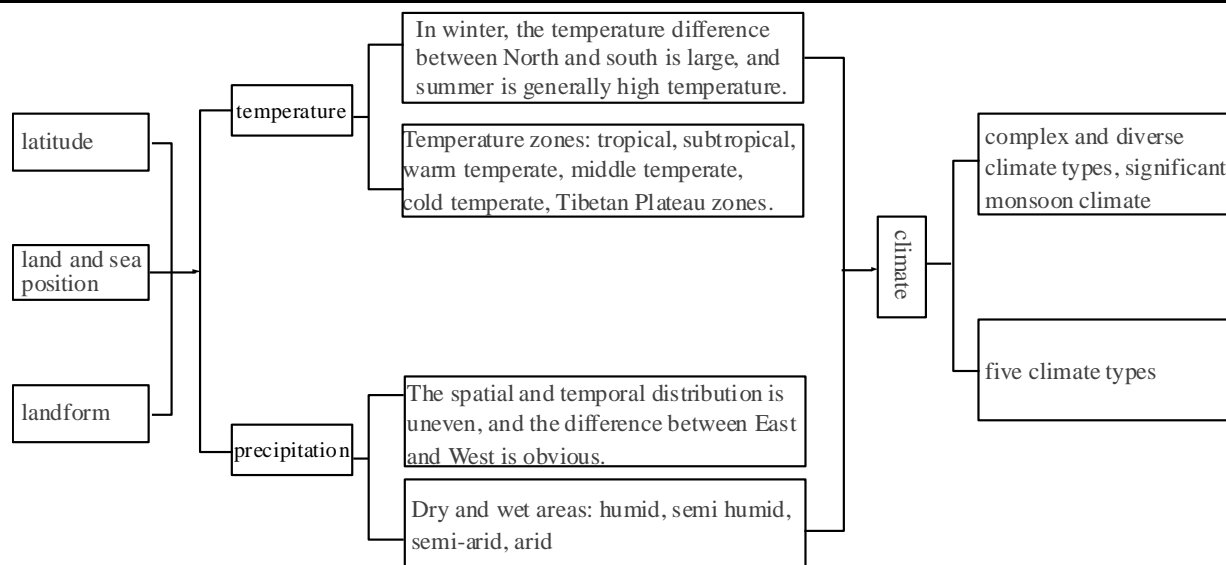 latitude
land and sea
position
landform
temperature
precipitation
In winter, the temperature difference
between North and south is large, and
summer is generally high temperature.
Temperature zones: tropical, subtropical,
warm temperate, middle temperate,
cold temperate, Tibetan Plateau zones.
The spatial and temporal distribution is
uneven, and the difference between East
and West is obvious.
Dry and wet areas: humid, semi humid,
semi-arid, arid
climate
complex and diverse
climate types, significant
monsoon climate
five climate types